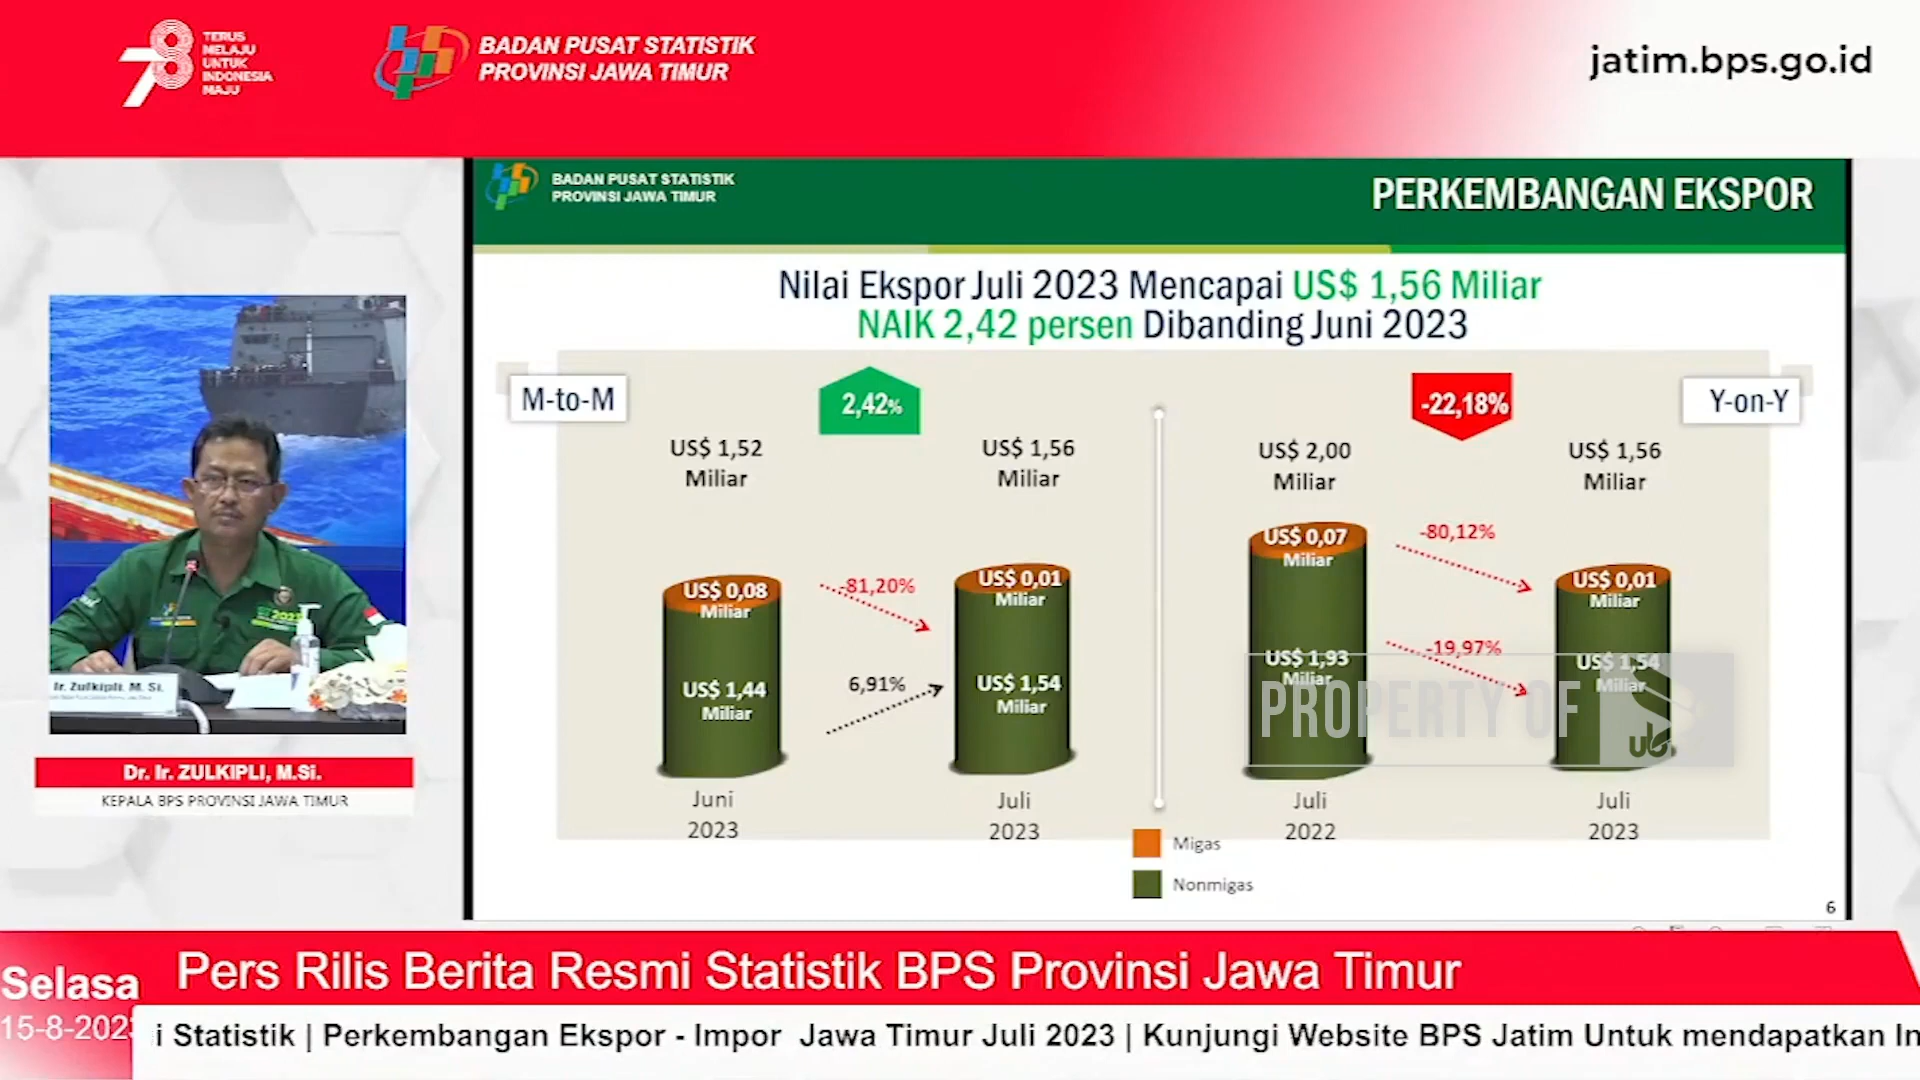 78
TERUS
MELAJU
UNTUK
INDONESIA
MAJU
BADAN PUSAT STATISTIK
PROVINSI JAWA TIMUR
jatim.bps.go.id
BADAN PUSAT STATISTIK
PROVINSI JAWA TIMUR
PERKEMBANGAN EKSPOR
Nilai Ekspor Juli 2023 Mencapai US$ 1,56 Miliar
NAIK 2,42 persen Dibanding Juni 2023
M-to-M
2,42%
US$ 1,52
Miliar
US$ 1,56
Miliar
US$ 0,08
Miliar
-81,20%
US$ 0,01
Miliar
US$ 1,44
Miliar
6,91%
US$ 1,54
Miliar
Juni
2023
Juli
2023
-22,18%
Y-on-Y
US$ 2,00
Miliar
US$ 1,56
Miliar
US$ 0,07
Miliar
-80,12%
US$ 0,01
Miliar
US$ 1,93
Miliar
-19,97%
US$ 1,54
Miliar
PROPERTY OF
Juli
2022
Juli
2023
Migas
Nonmigas
6
Ir. Zulkipli, M. Si.
Dr. Ir. ZULKIPLI, M.Si.
KEPALA BPS PROVINSI JAWA TIMUR
Selasa
15-8-2023
Pers Rilis Berita Resmi Statistik BPS Provinsi Jawa Timur
i Statistik | Perkembangan Ekspor - Impor Jawa Timur Juli 2023 | Kunjungi Website BPS Jatim Untuk mendapatkan In